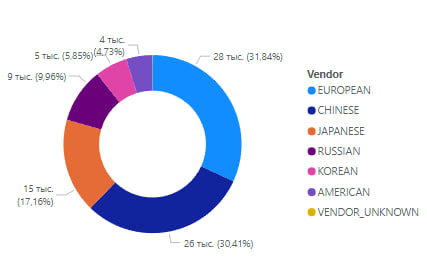 4 тыс.
(4,73%)
5 тыс. (5,85%)
28 тыс. (31,84%)
9 тыс. (9,96%)
15 тыс.
(17,16%)
26 тыс. (30,41%)
Vendor
EUROPEAN
CHINESE
JAPANESE
RUSSIAN
KOREAN
AMERICAN
VENDOR_UNKNOWN